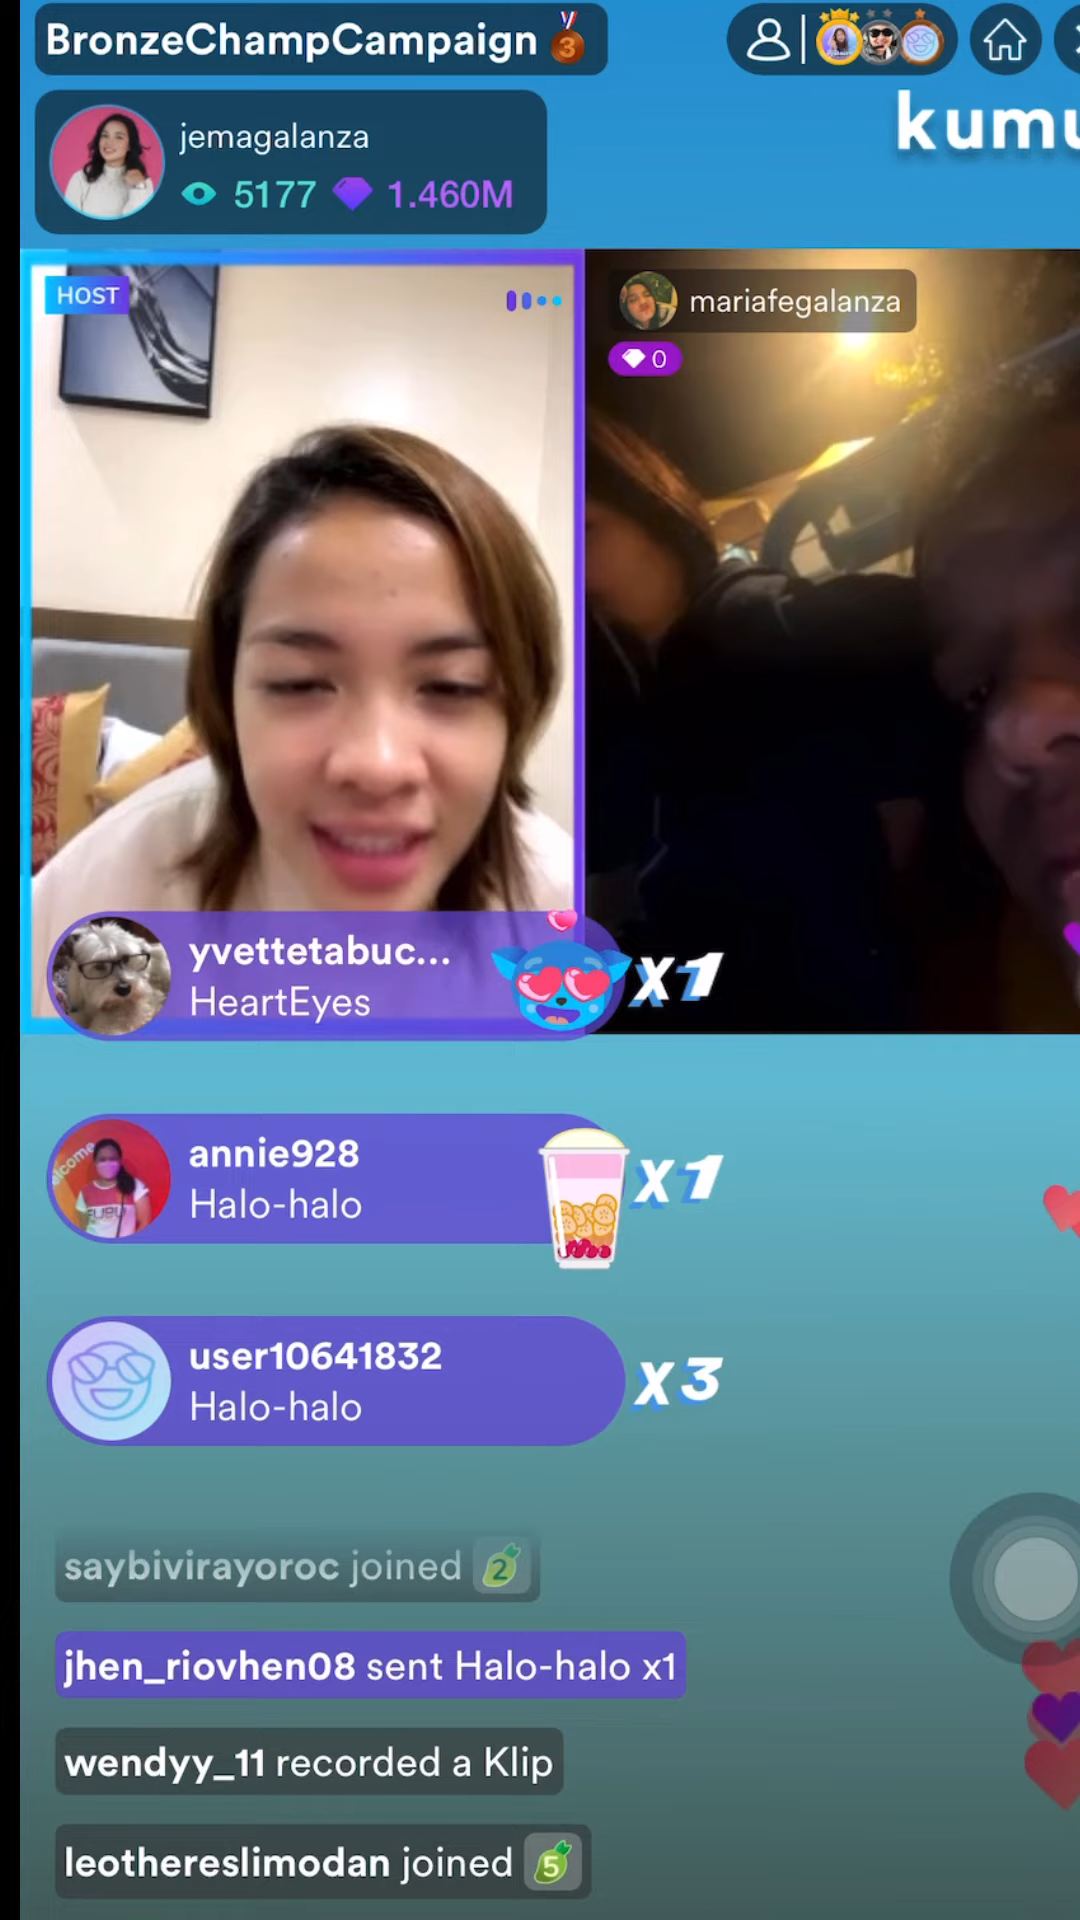 BronzeChampCampaign 3
kumu
jemagalanza
5177 1.460M
HOST
mariafegalanza
0
yvettetabuc... x1
HeartEyes
annie928 x1
Halo-halo
user10641832 x3
Halo-halo
saybivirayoroc joined 2
jhen_riovhen08 sent Halo-halo x1
wendyy_11 recorded a Klip
leothereslimodan joined 5